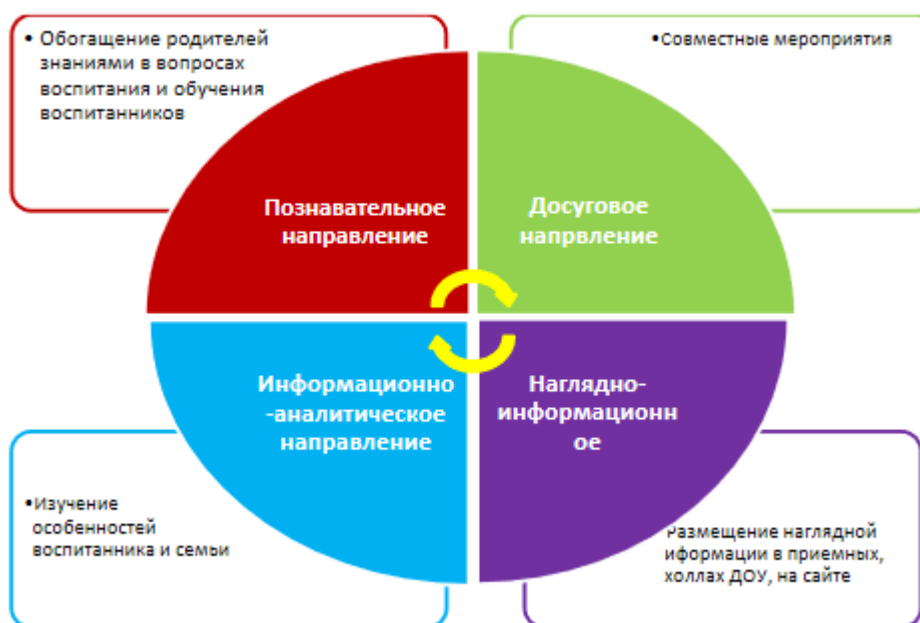 • Обогащение родителей
знаниями в вопросах
воспитания и обучения
воспитанников
•Совместные мероприятия
Познавательное
направление
Досуговое
напрвление
Информационно
-аналитическое
направление
Наглядно-
информационн
ое
•Изучение
особенностей
воспитанника и семьи
Размещение наглядной
иформации в приемных,
холлах ДОУ, на сайте